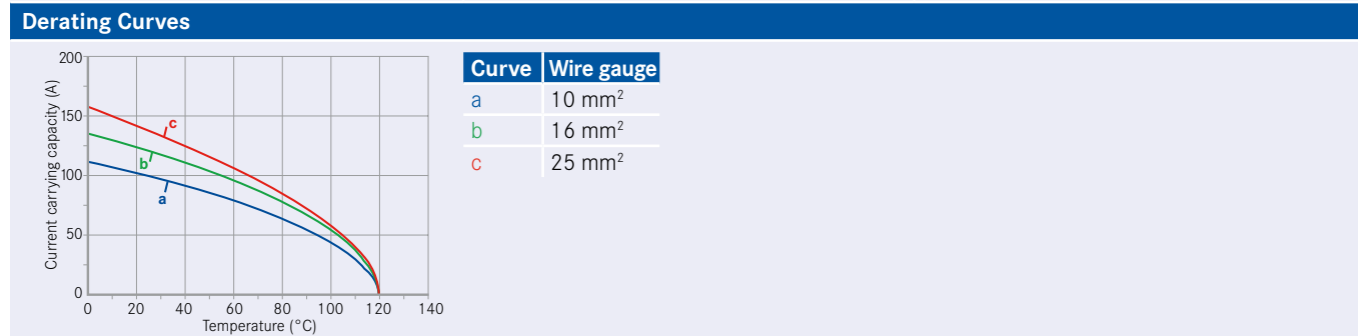 Derating Curves
Current carrying capacity (A)
200
150
100
50
0
c
b
a
0 20 40 60 80 100 120 140
Temperature (°C)
Curve Wire gauge
a 10 mm²
b 16 mm²
c 25 mm²